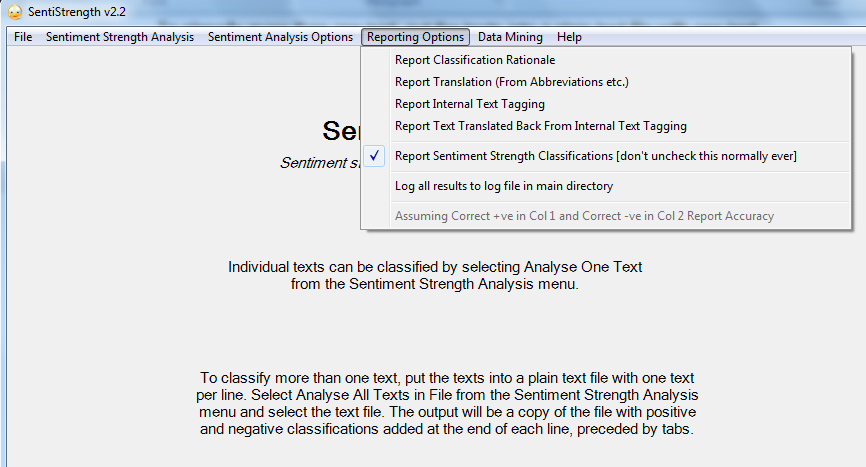 SentiStrength v2.2
File Sentiment Strength Analysis Sentiment Analysis Options Reporting Options Data Mining Help
Report Classification Rationale
Report Translation (From Abbreviations etc.)
Report Internal Text Tagging
Report Text Translated Back From Internal Text Tagging
Report Sentiment Strength Classifications [don't uncheck this normally ever]
Log all results to log file in main directory
Assuming Correct +ve in Col 1 and Correct -ve in Col 2 Report Accuracy
Individual texts can be classified by selecting Analyse One Text
from the Sentiment Strength Analysis menu.
To classify more than one text, put the texts into a plain text file with one text
per line. Select Analyse All Texts in File from the Sentiment Strength Analysis
menu and select the text file. The output will be a copy of the file with positive
and negative classifications added at the end of each line, preceded by tabs.